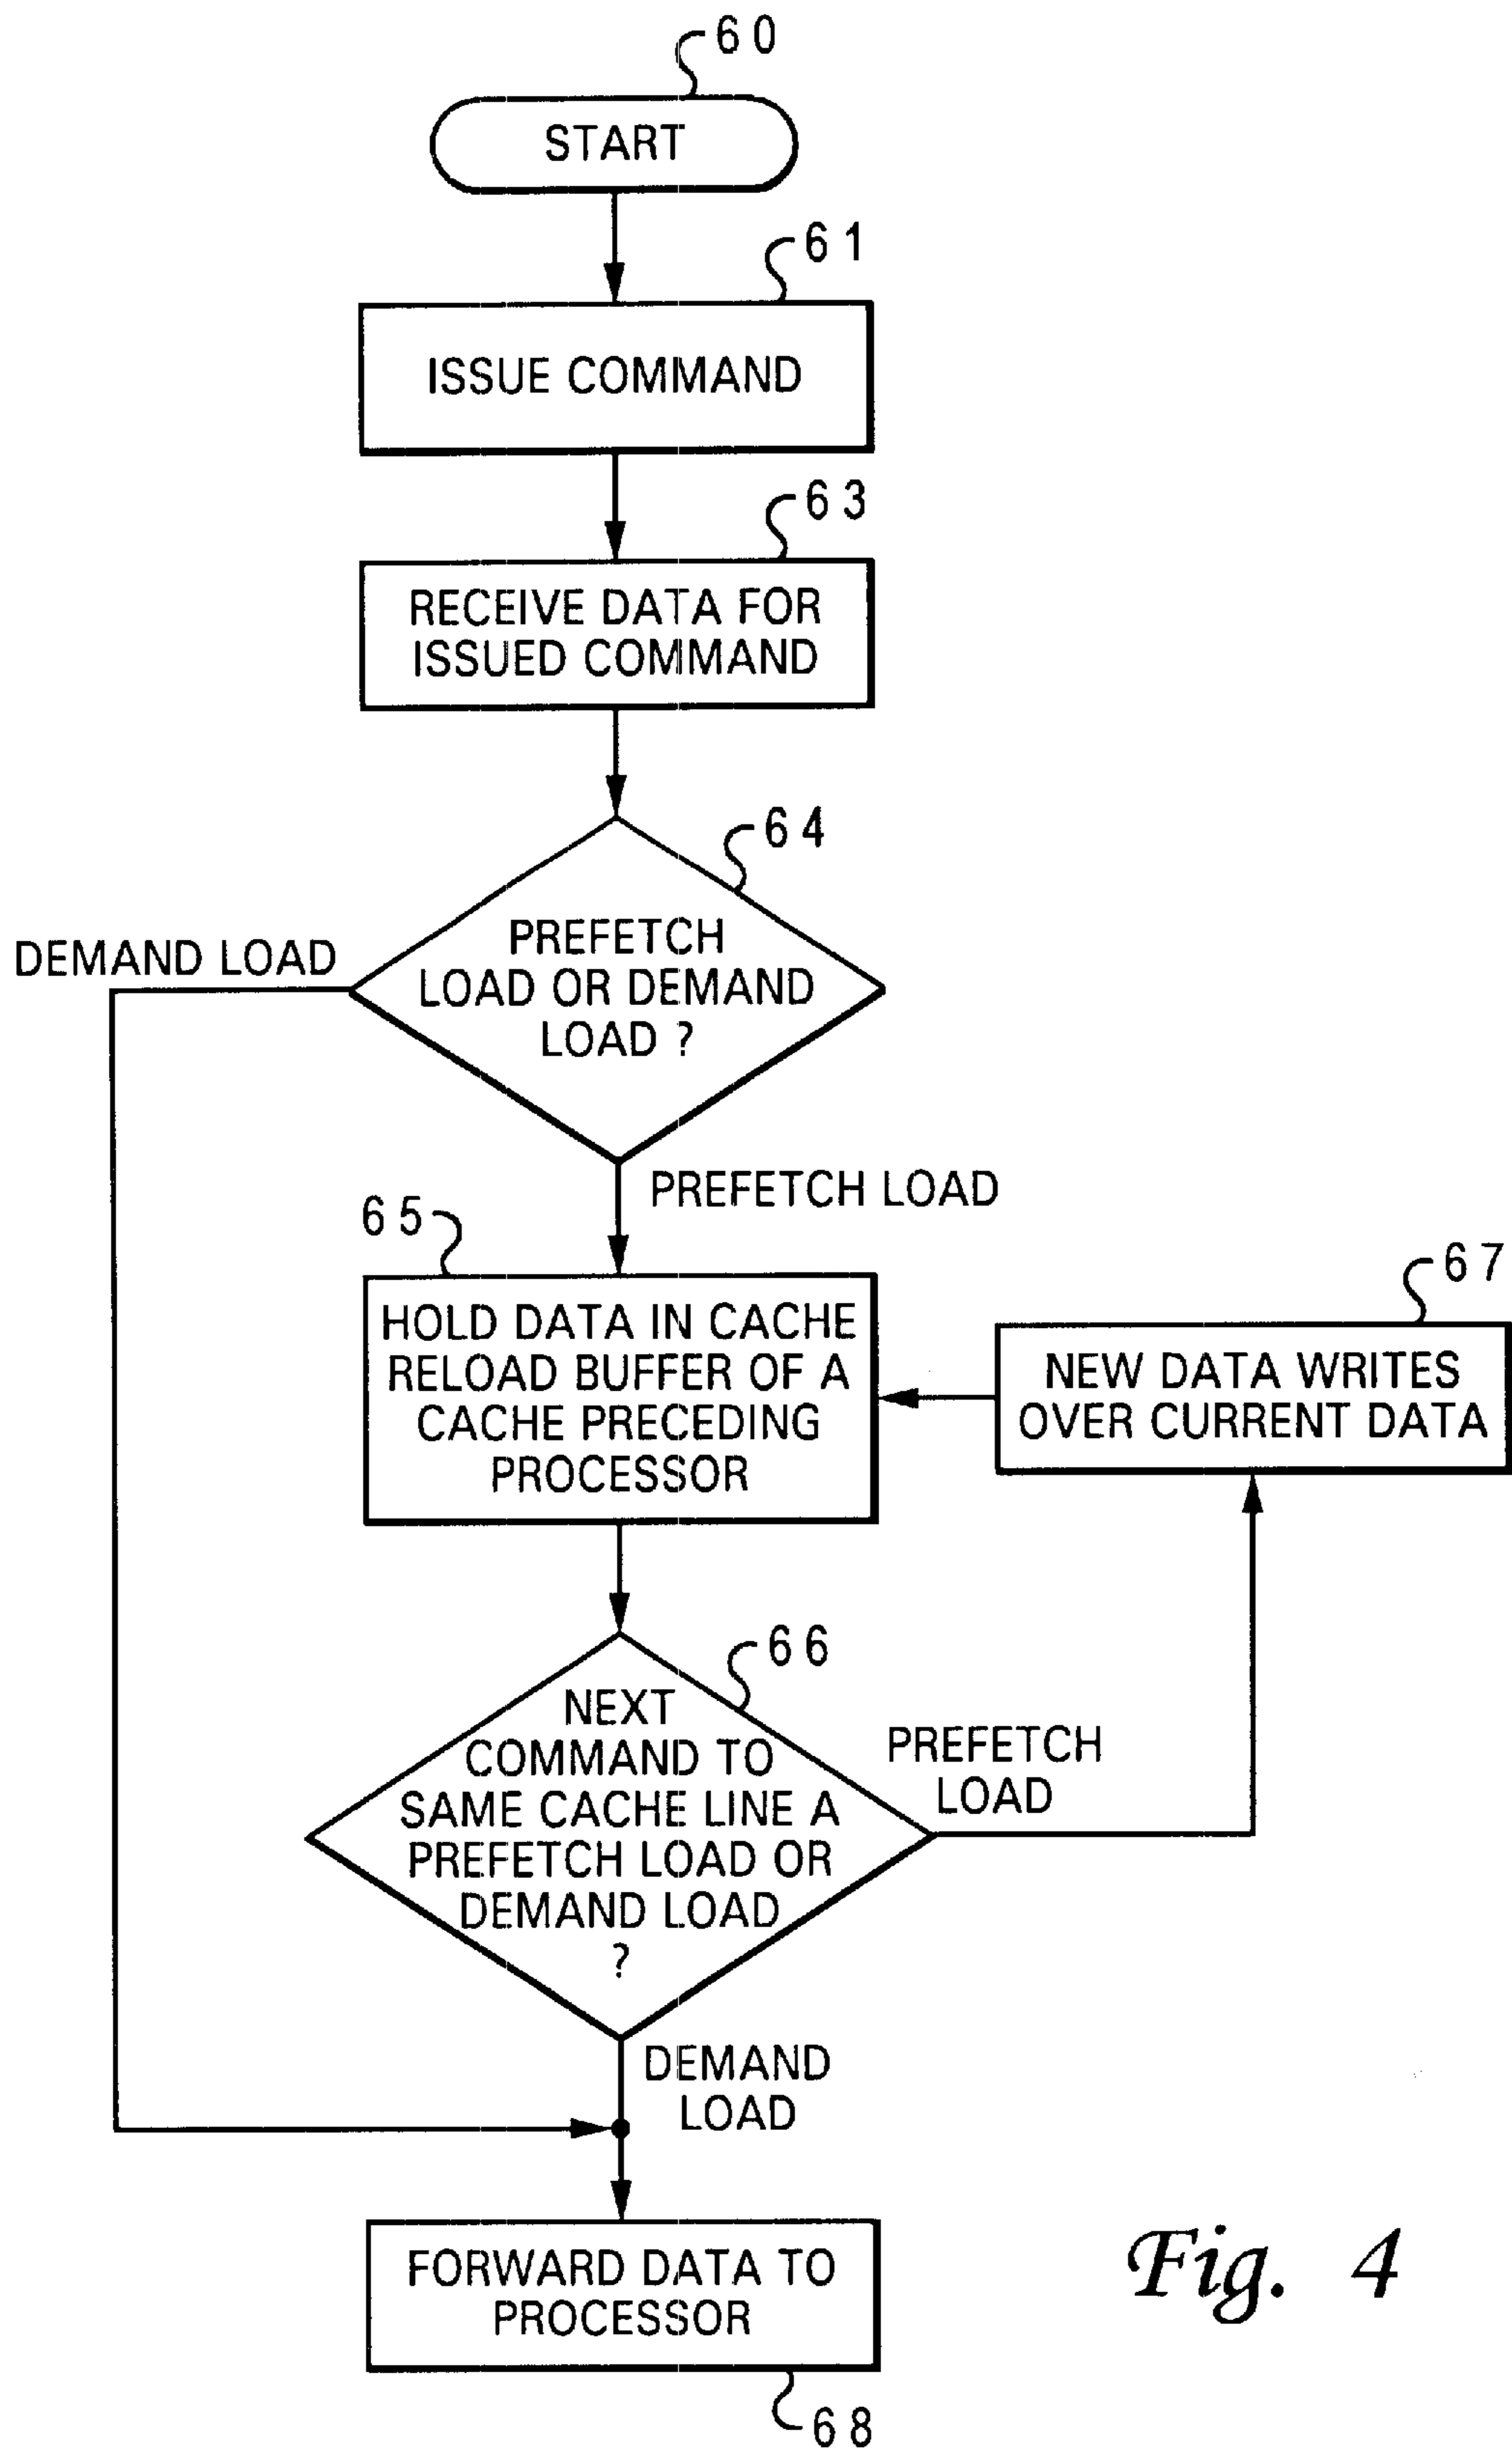 60
START
61
ISSUE COMMAND
63
RECEIVE DATA FOR
ISSUED COMMAND
64
DEMAND LOAD
PREFETCH
LOAD OR DEMAND
LOAD ?
PREFETCH LOAD
65
HOLD DATA IN CACHE
RELOAD BUFFER OF A
CACHE PRECEDING
PROCESSOR
67
NEW DATA WRITES
OVER CURRENT DATA
66
NEXT
COMMAND TO
SAME CACHE LINE A
PREFETCH LOAD OR
DEMAND LOAD
?
PREFETCH
LOAD
DEMAND
LOAD
FORWARD DATA TO
PROCESSOR
68
Fig. 4